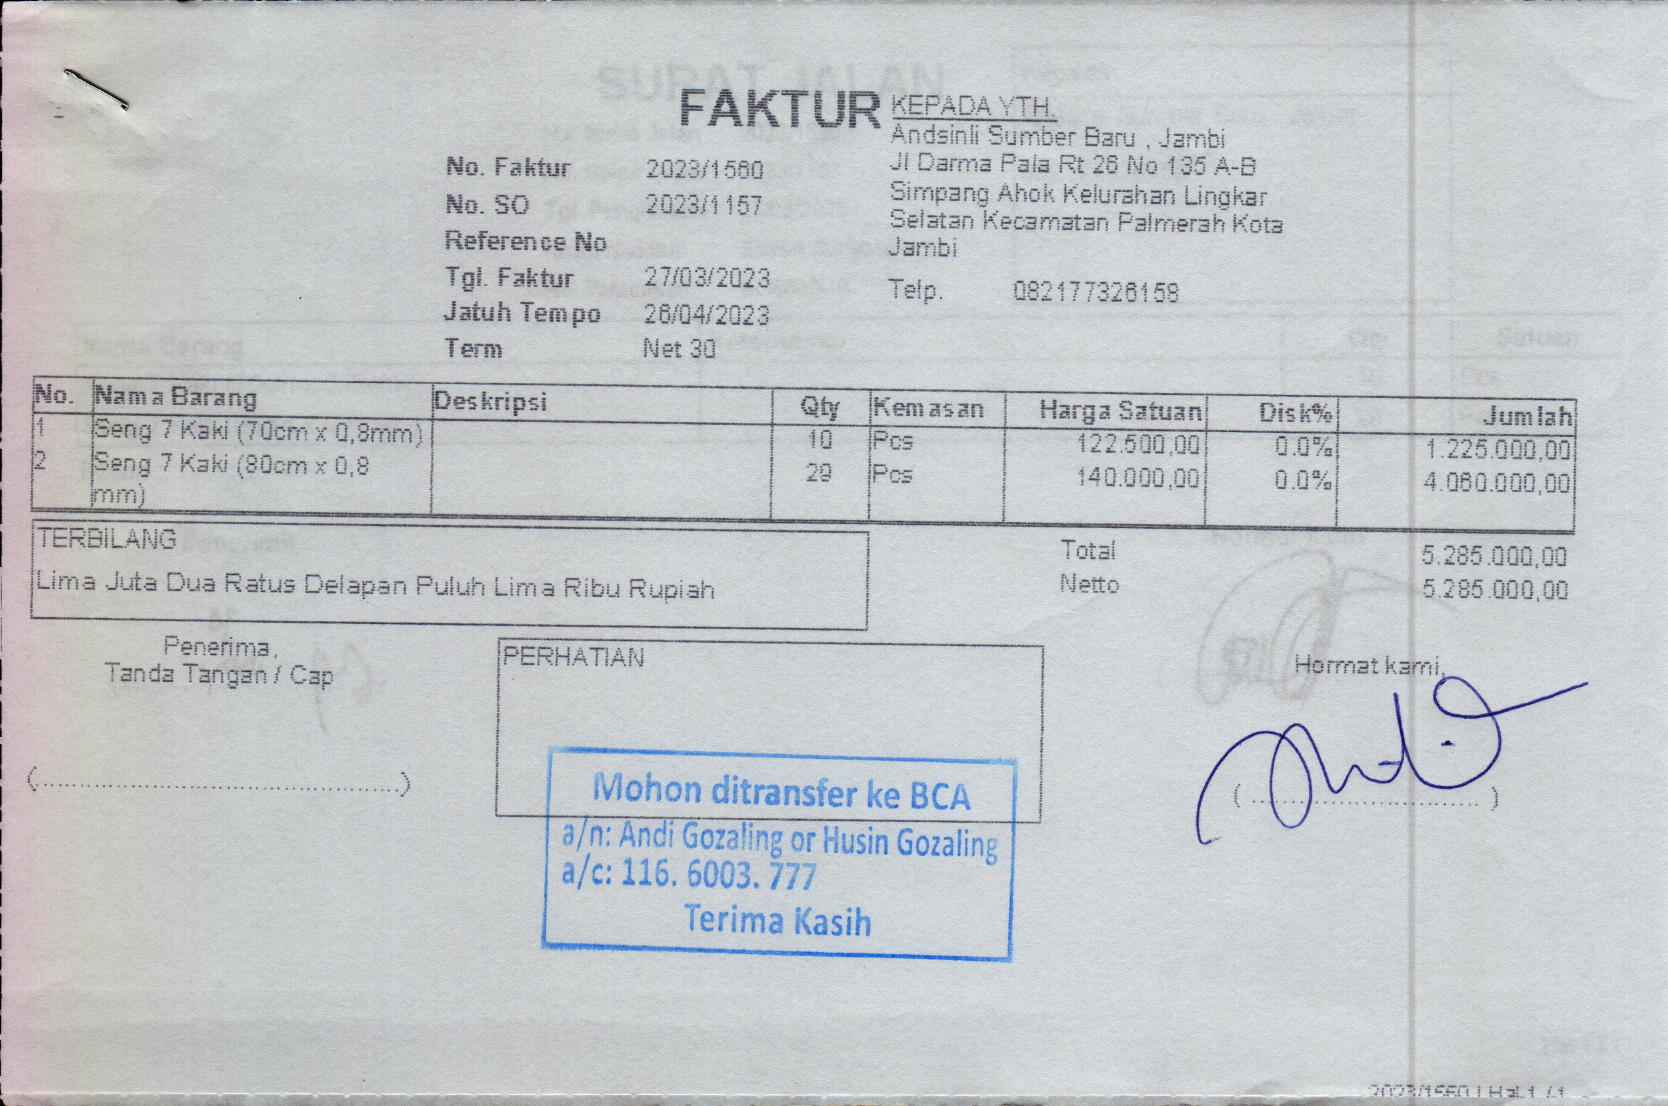 FAKTUR
KEPADA YTH.
Andsinli Sumber Baru , Jambi
Jl Darma Pala Rt 26 No 135 A-B
Simpang Ahok Kelurahan Lingkar
Selatan Kecamatan Palmerah Kota
Jambi
Telp. 082177326158
No. Faktur 2023/1560
No. SO 2023/1157
Reference No
Tgl. Faktur 27/03/2023
Jatuh Tempo 26/04/2023
Term Net 30
No. Nama Barang Deskripsi Qty Kemasan Harga Satuan Disk% Jumlah
1 Seng 7 Kaki (70cm x 0,8mm) 10 Pcs 122.500,00 0.0% 1.225.000,00
2 Seng 7 Kaki (80cm x 0,8 29 Pcs 140.000,00 0.0% 4.060.000,00
mm)
TERBILANG
Lima Juta Dua Ratus Delapan Puluh Lima Ribu Rupiah
Total 5.285.000,00
Netto 5.285.000,00
Penerima,
Tanda Tangan / Cap
(..................................................)
PERHATIAN
Hormat kami,
(................................)
Mohon ditransfer ke BCA
a/n: Andi Gozaling or Husin Gozaling
a/c: 116. 6003. 777
Terima Kasih
2023/1560 | Hal 1 / 1